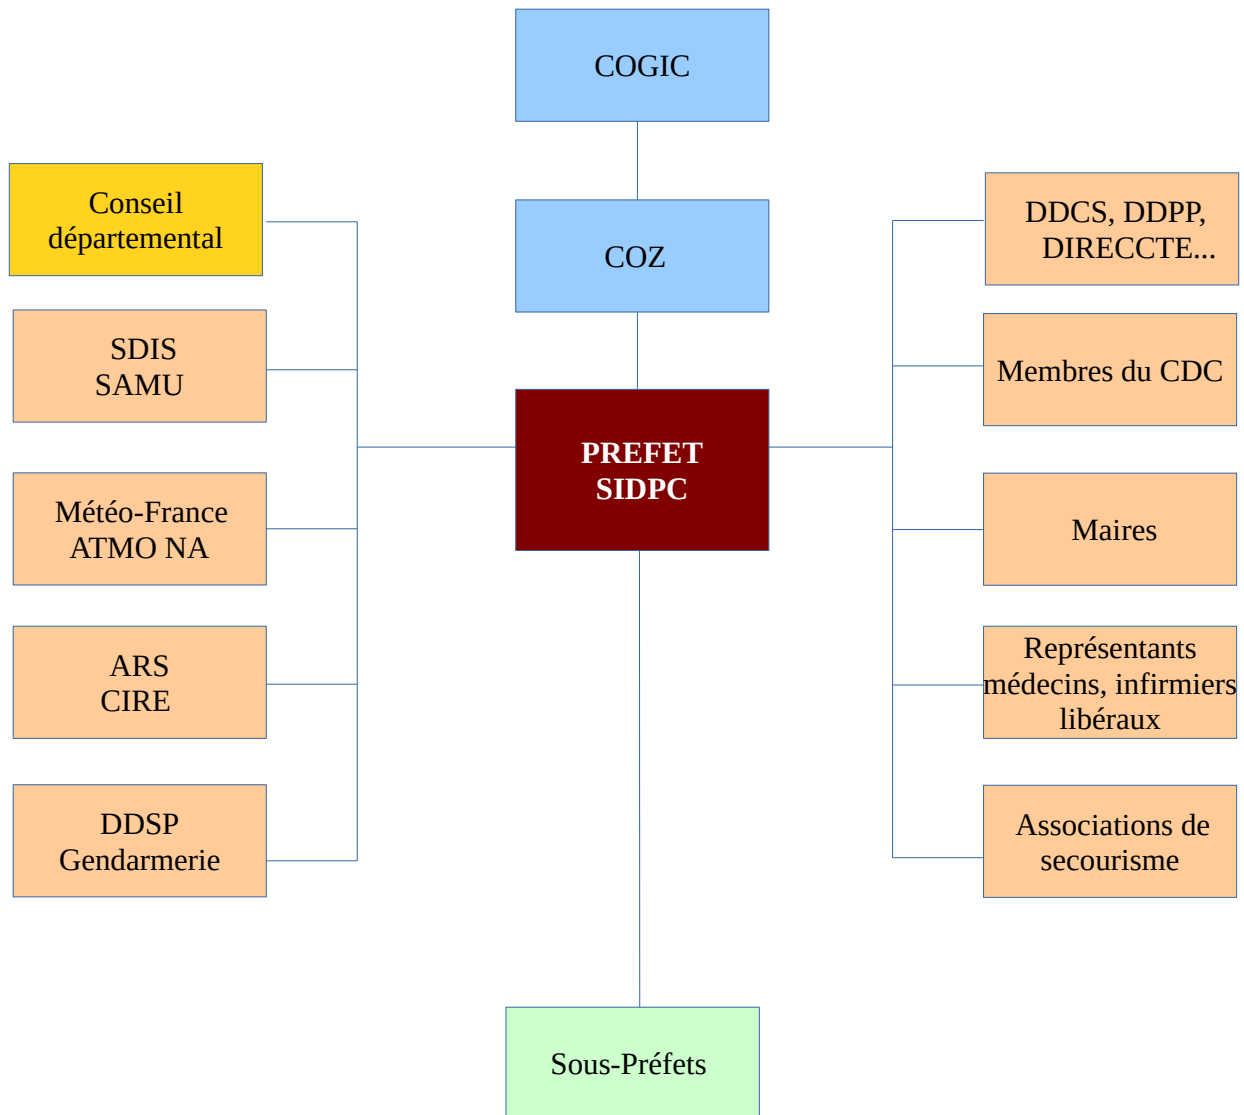 COGIC
COZ
PREFET
SIDPC
Conseil
départemental
SDIS
SAMU
Météo-France
ATMO NA
ARS
CIRE
DDSP
Gendarmerie
DDCS, DDPP,
DIRECCTE...
Membres du CDC
Maires
Représentants
médecins, infirmiers
libéraux
Associations de
secourisme
Sous-Préfets